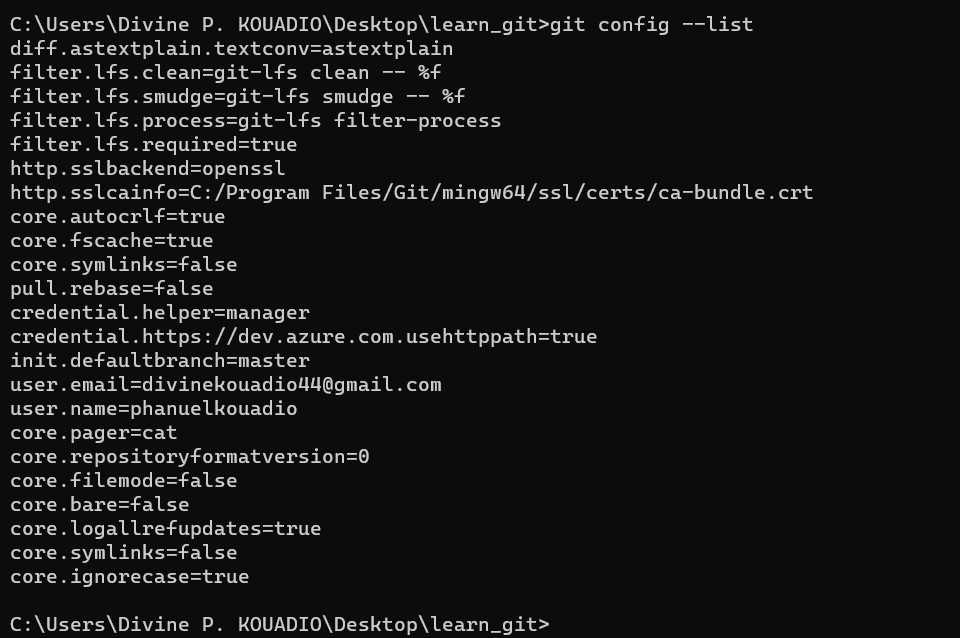 C:\Users\Divine P. KOUADIO\Desktop\learn_git>git config --list
diff.astextplain.textconv=astextplain
filter.lfs.clean=git-lfs clean -- %f
filter.lfs.smudge=git-lfs smudge -- %f
filter.lfs.process=git-lfs filter-process
filter.lfs.required=true
http.sslbackend=openssl
http.sslcainfo=C:/Program Files/Git/mingw64/ssl/certs/ca-bundle.crt
core.autocrlf=true
core.fscache=true
core.symlinks=false
pull.rebase=false
credential.helper=manager
credential.https://dev.azure.com.usehttppath=true
init.defaultbranch=master
user.email=divinekouadio44@gmail.com
user.name=phanuelkouadio
core.pager=cat
core.repositoryformatversion=0
core.filemode=false
core.bare=false
core.logallrefupdates=true
core.symlinks=false
core.ignorecase=true
C:\Users\Divine P. KOUADIO\Desktop\learn_git>